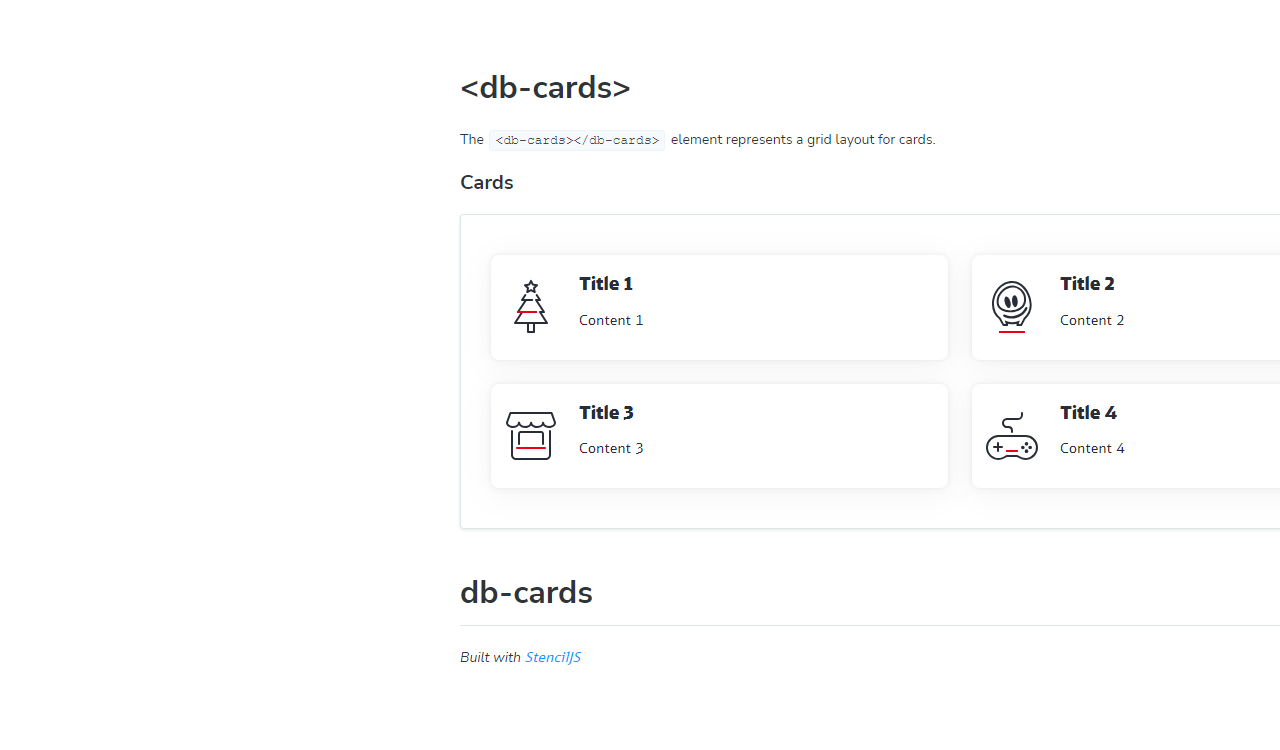 <db-cards>
The <db-cards></db-cards> element represents a grid layout for cards.
Cards
Title 1
Content 1
Title 2
Content 2
Title 3
Content 3
Title 4
Content 4
db-cards
Built with StencilJS